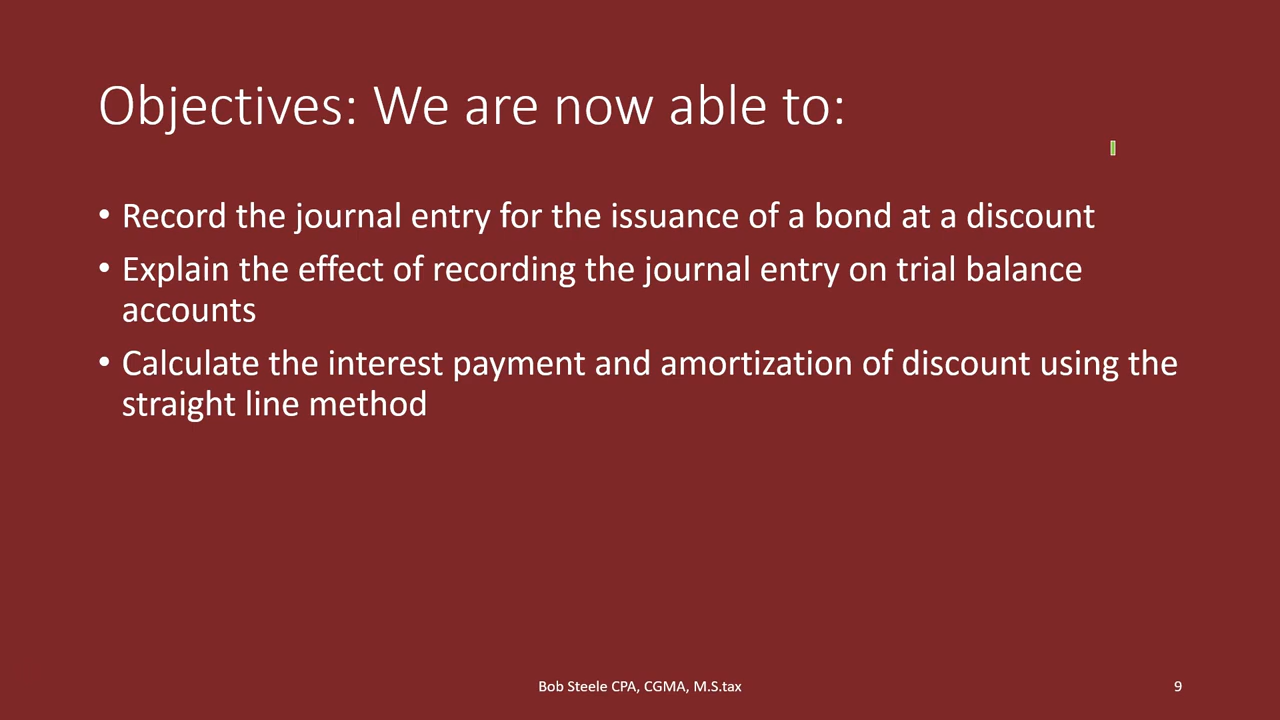 Objectives: We are now able to:
• Record the journal entry for the issuance of a bond at a discount
• Explain the effect of recording the journal entry on trial balance
accounts
• Calculate the interest payment and amortization of discount using the
straight line method
Bob Steele CPA, CGMA, M.S.tax
9